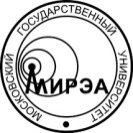 МОСКОВСКИЙ ГОСУДАРСТВЕННЫЙ УНИВЕРСИТЕТ
МИРЭА